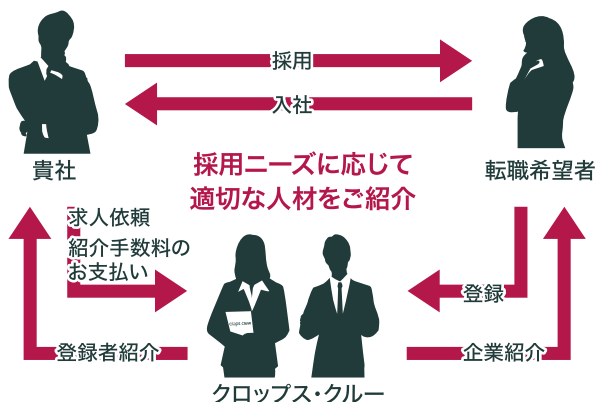 採用
入社
貴社
転職希望者
採用ニーズに応じて
適切な人材をご紹介
求人依頼
紹介手数料の
お支払い
登録
登録者紹介
企業紹介
クロップス・クルー